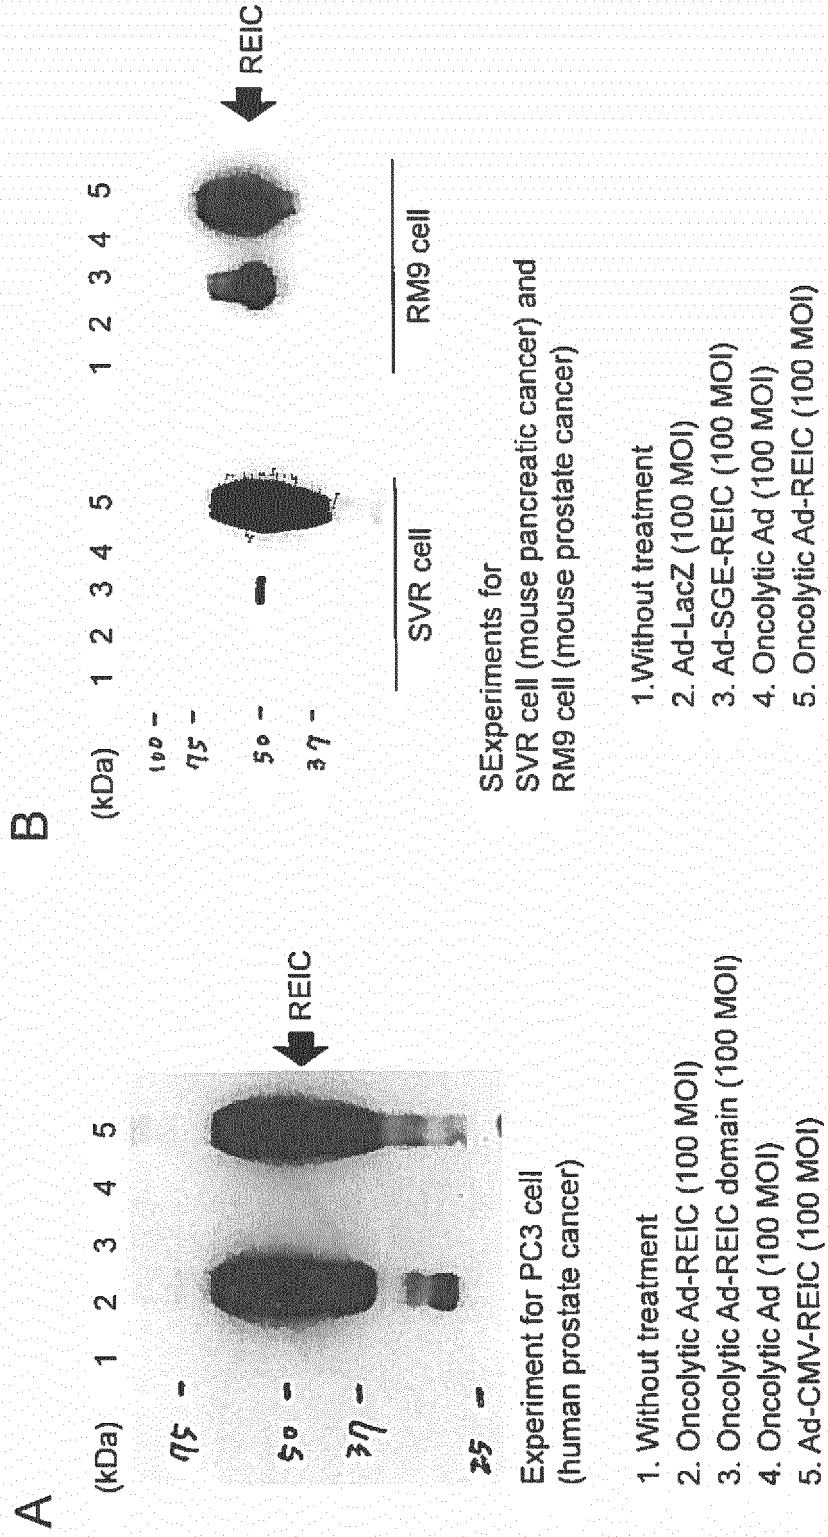 A
(kDa) 1 2 3 4 5
75 -
50 -
37 -
25 -
REIC
Experiment for PC3 cell
(human prostate cancer)
1. Without treatment
2. Oncolytic Ad-REIC (100 MOI)
3. Oncolytic Ad-REIC domain (100 MOI)
4. Oncolytic Ad (100 MOI)
5. Ad-CMV-REIC (100 MOI)
B
(kDa) 1 2 3 4 5 1 2 3 4 5
100 -
75 -
50 -
37 -
REIC
SVR cell RM9 cell
SExperiments for
SVR cell (mouse pancreatic cancer) and
RM9 cell (mouse prostate cancer)
1.Without treatment
2. Ad-LacZ (100 MOI)
3. Ad-SGE-REIC (100 MOI)
4. Oncolytic Ad (100 MOI)
5. Oncolytic Ad-REIC (100 MOI)